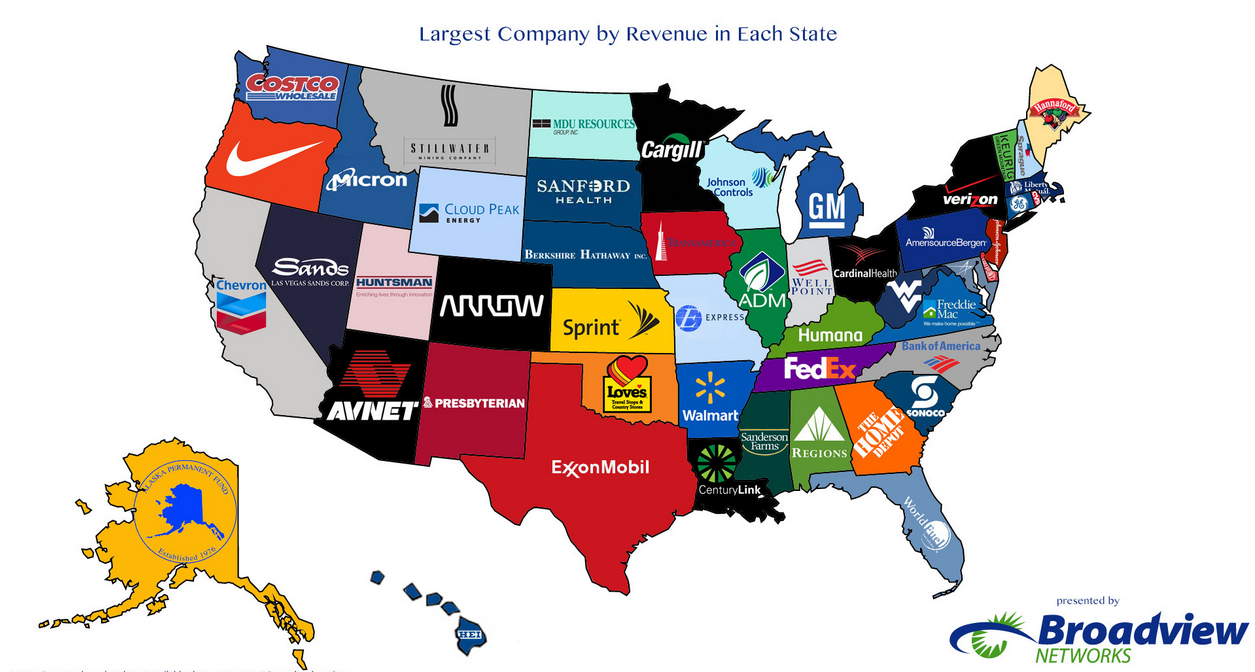 Largest Company by Revenue in Each State
COSTCO
WHOLESALE
STILLWATER
MINING COMPANY
MDU RESOURCES
GROUP, INC.
Cargill
Johnson
Controls
GM
Hannaford
KEURIG
Sprague
Liberty
Mutual
verizon
Micron
CLOUD PEAK
ENERGY
SANFORD
HEALTH
BERKSHIRE HATHAWAY INC.
TRANSAMERICA
ADM
WELL
POINT
CardinalHealth
AmerisourceBergen
Sands
LAS VEGAS SANDS CORP.
HUNTSMAN
Enriching lives through innovation
Chevron
ARROW
Sprint
EXPRESS
Humana
WV
Freddie
Mac
We make home possible
Bank of America
FedEx
AVNET
PRESBYTERIAN
Love's
Travel Stops &
Country Stores
Walmart
Sanderson
Farms
REGIONS
THE
HOME
DEPOT
SONOCO
ExxonMobil
CenturyLink
World
Fuel
ALASKA PERMANENT FUND
Established 1976
HEI
presented by
Broadview
NETWORKS